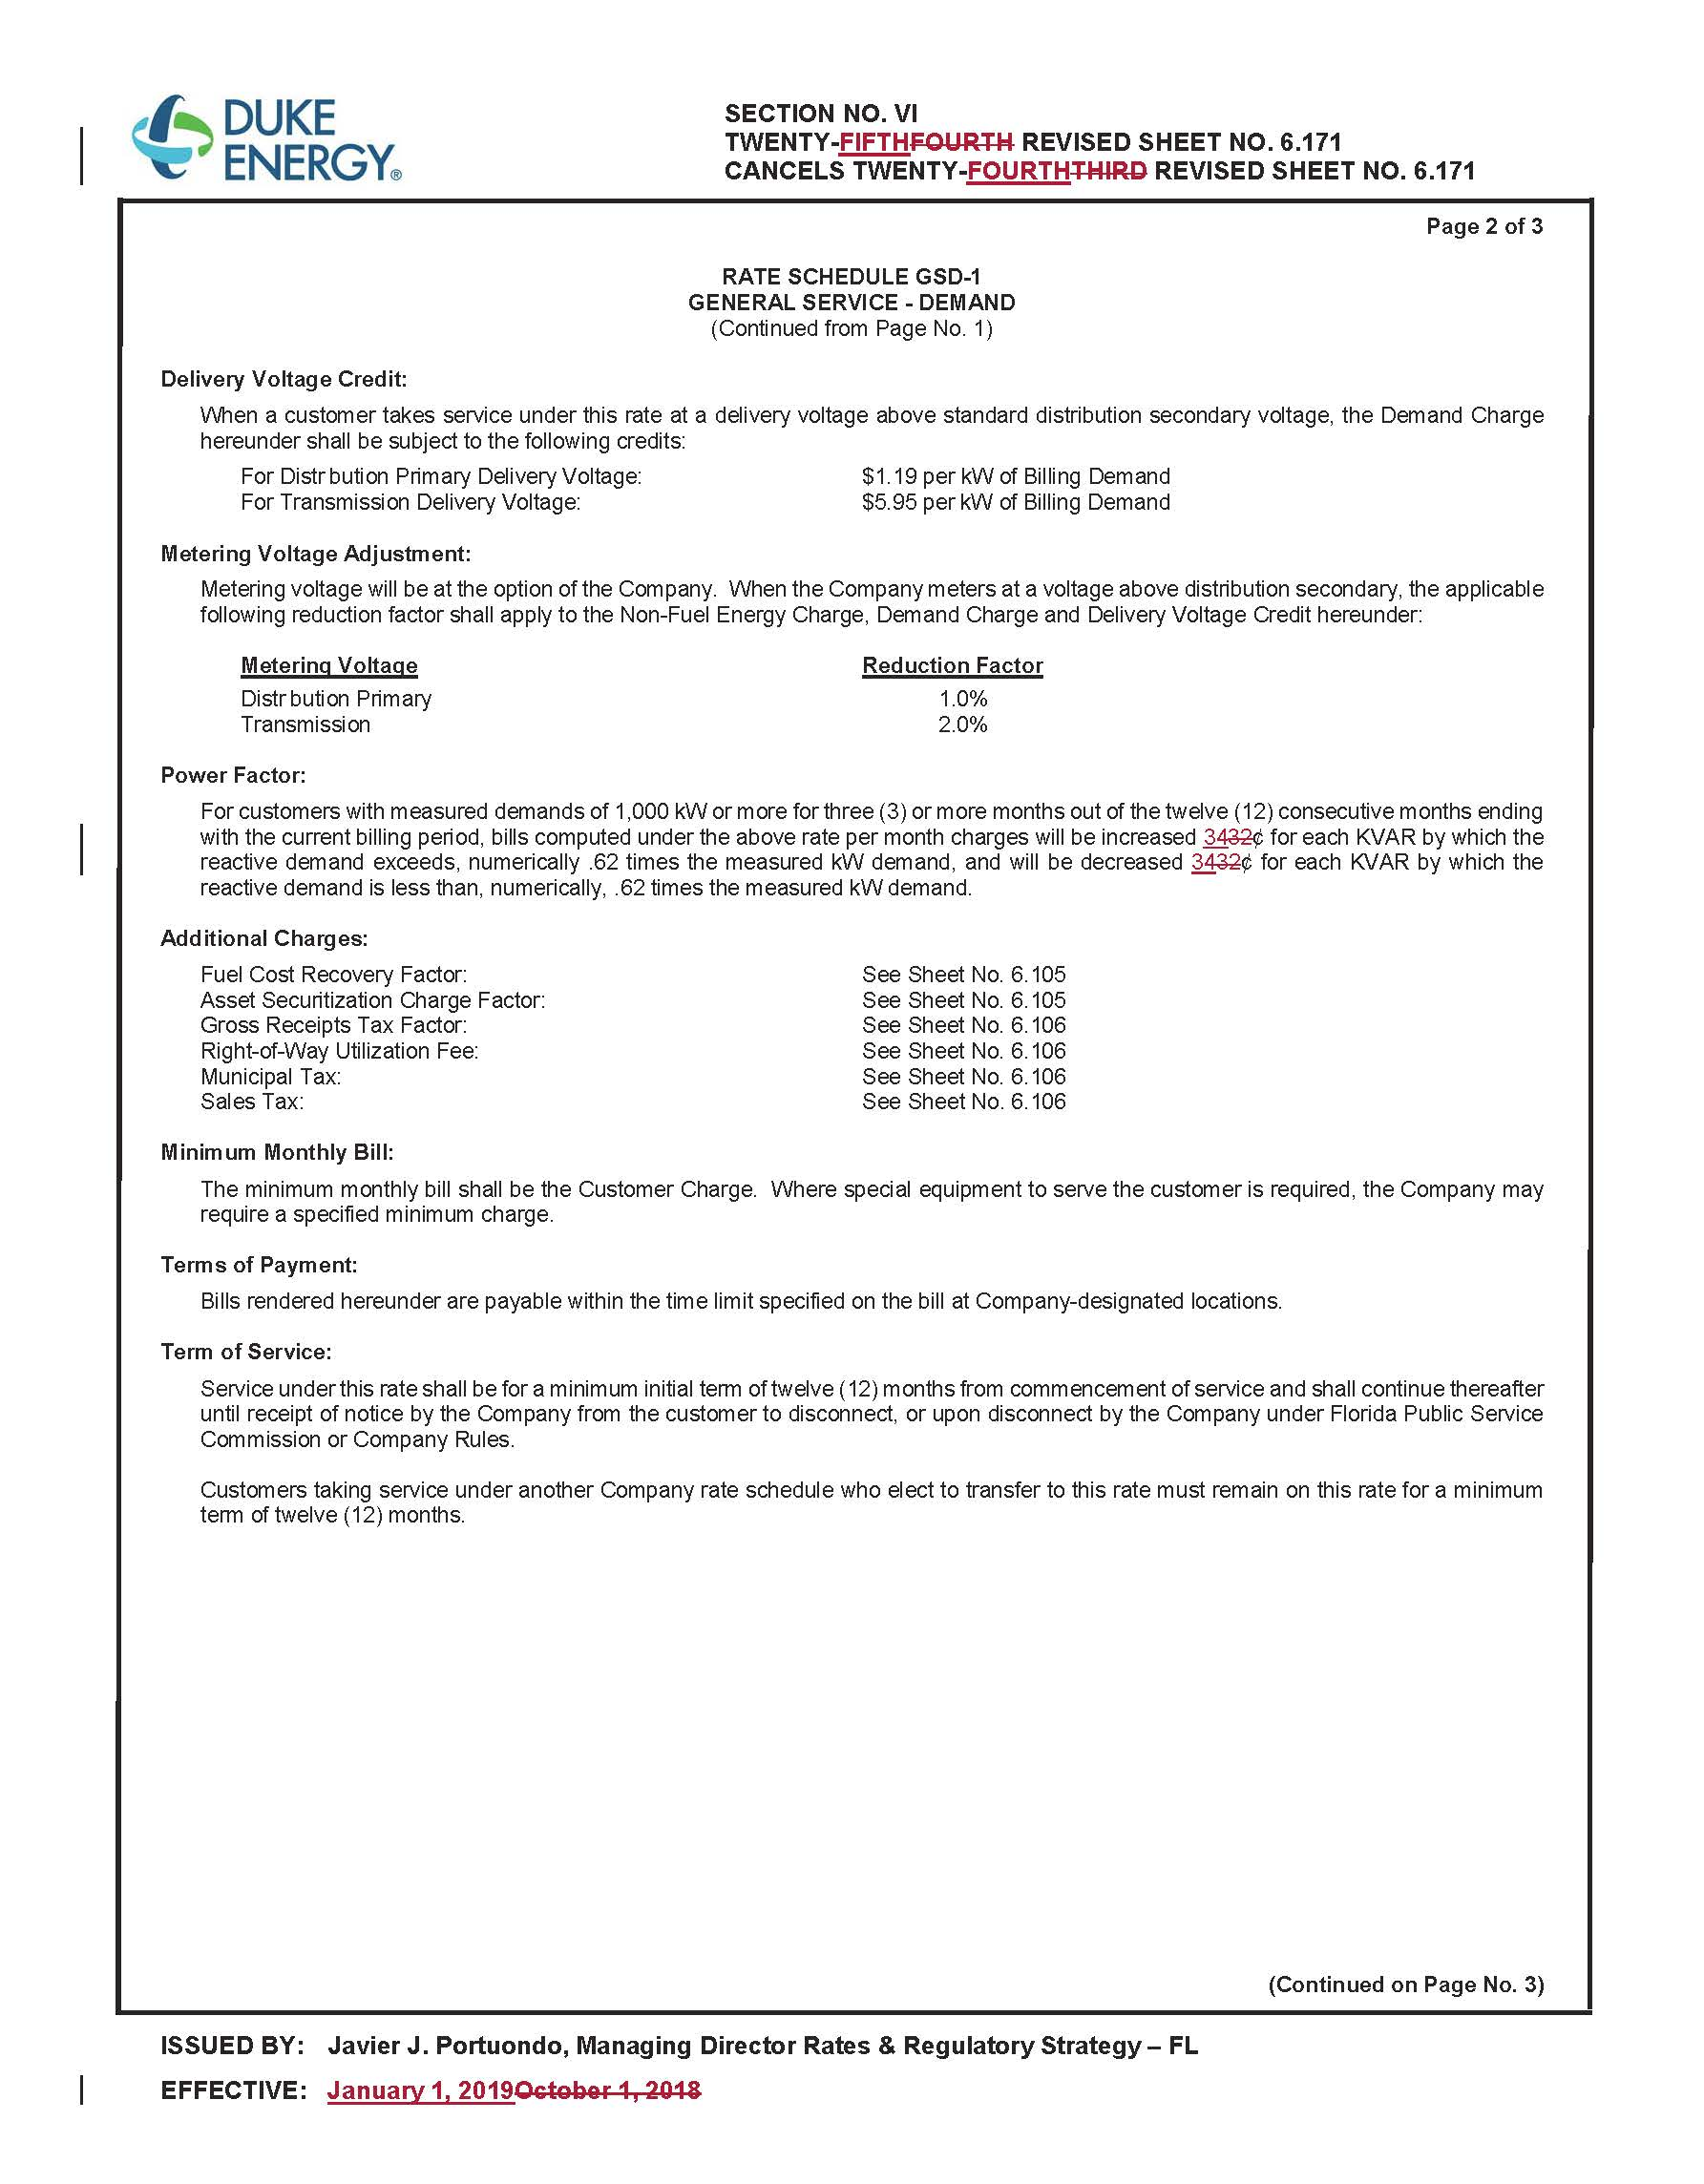 DUKE
ENERGY®
SECTION NO. VI
TWENTY-FIFTHFOURTH REVISED SHEET NO. 6.171
CANCELS TWENTY-FOURTHTHIRD REVISED SHEET NO. 6.171
Page 2 of 3
RATE SCHEDULE GSD-1
GENERAL SERVICE - DEMAND
(Continued from Page No. 1)
Delivery Voltage Credit:
When a customer takes service under this rate at a delivery voltage above standard distribution secondary voltage, the Demand Charge
hereunder shall be subject to the following credits:
For Distr bution Primary Delivery Voltage: $1.19 per kW of Billing Demand
For Transmission Delivery Voltage: $5.95 per kW of Billing Demand
Metering Voltage Adjustment:
Metering voltage will be at the option of the Company. When the Company meters at a voltage above distribution secondary, the applicable
following reduction factor shall apply to the Non-Fuel Energy Charge, Demand Charge and Delivery Voltage Credit hereunder:
Metering Voltage Reduction Factor
Distr bution Primary 1.0%
Transmission 2.0%
Power Factor:
For customers with measured demands of 1,000 kW or more for three (3) or more months out of the twelve (12) consecutive months ending
with the current billing period, bills computed under the above rate per month charges will be increased 3432¢ for each KVAR by which the
reactive demand exceeds, numerically .62 times the measured kW demand, and will be decreased 3432¢ for each KVAR by which the
reactive demand is less than, numerically, .62 times the measured kW demand.
Additional Charges:
Fuel Cost Recovery Factor: See Sheet No. 6.105
Asset Securitization Charge Factor: See Sheet No. 6.105
Gross Receipts Tax Factor: See Sheet No. 6.106
Right-of-Way Utilization Fee: See Sheet No. 6.106
Municipal Tax: See Sheet No. 6.106
Sales Tax: See Sheet No. 6.106
Minimum Monthly Bill:
The minimum monthly bill shall be the Customer Charge. Where special equipment to serve the customer is required, the Company may
require a specified minimum charge.
Terms of Payment:
Bills rendered hereunder are payable within the time limit specified on the bill at Company-designated locations.
Term of Service:
Service under this rate shall be for a minimum initial term of twelve (12) months from commencement of service and shall continue thereafter
until receipt of notice by the Company from the customer to disconnect, or upon disconnect by the Company under Florida Public Service
Commission or Company Rules.
Customers taking service under another Company rate schedule who elect to transfer to this rate must remain on this rate for a minimum
term of twelve (12) months.
(Continued on Page No. 3)
ISSUED BY: Javier J. Portuondo, Managing Director Rates & Regulatory Strategy – FL
EFFECTIVE: January 1, 2019October 1, 2018